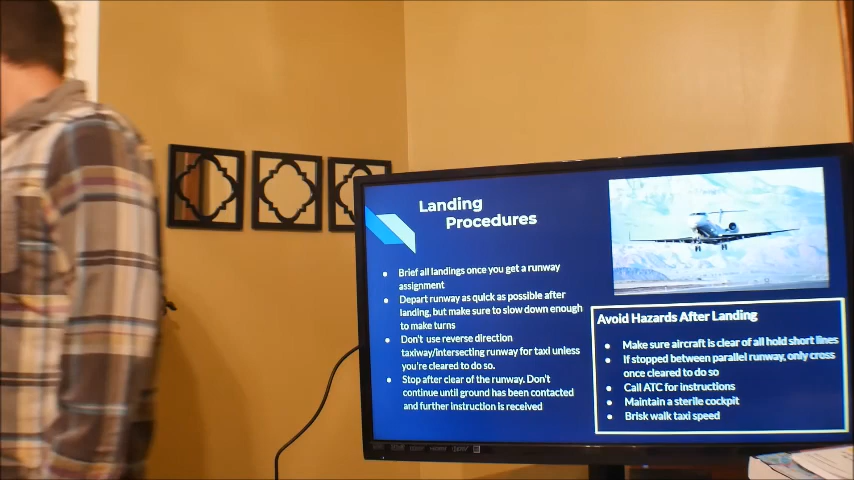 Landing
Procedures
Brief all landings once you get a runway
assignment
Depart runway as quick as possible after
landing, but make sure to slow down enough
to make turns
Don't use reverse direction
taxiway/intersecting runway for taxi unless
you're cleared to do so.
Stop after clear of the runway. Don't
continue until ground has been contacted
and further instruction is received
Avoid Hazards After Landing
Make sure aircraft is clear of all hold short lines
If stopped between parallel runway, only cross
once cleared to do so
Call ATC for instructions
Maintain a sterile cockpit
Brisk walk taxi speed